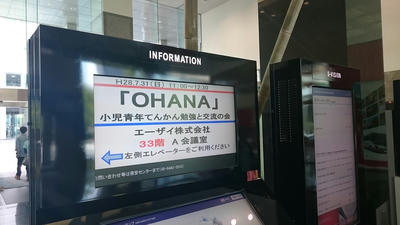 INFORMATION
H28.7.31(日) 11:00～12:30
「OHANA」
小児青年てんかん勉強と交流の会
エーザイ株式会社
33階 A会議室
左側エレベーターをご利用ください